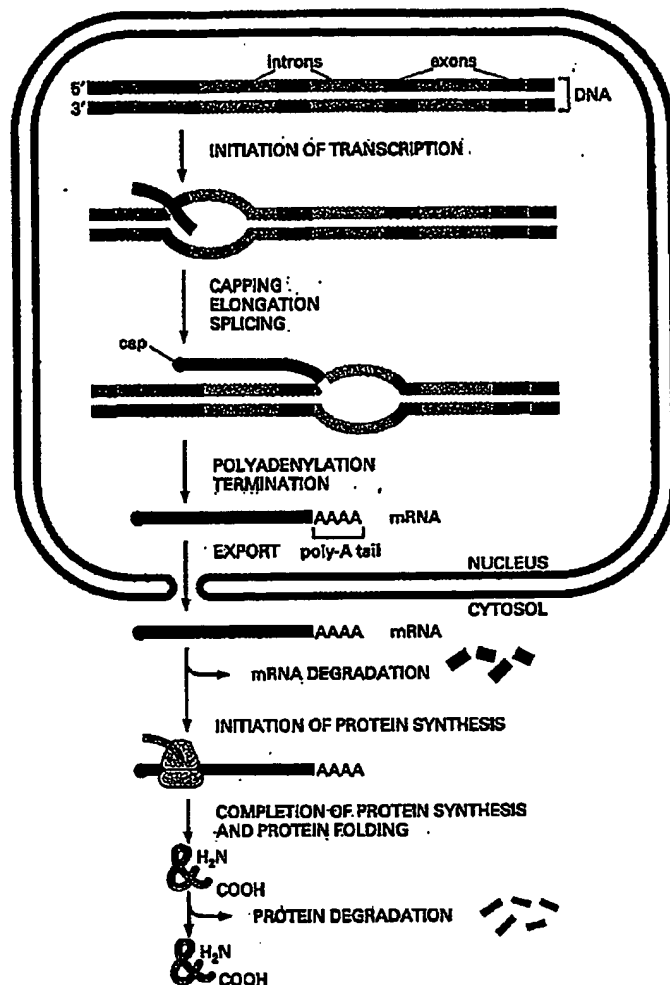 introns exons
5'
3'
DNA
INITIATION OF TRANSCRIPTION
CAPPING
ELONGATION
SPLICING
cap
POLYADENYLATION
TERMINATION
AAAA mRNA
EXPORT poly-A tail
NUCLEUS
CYTOSOL
AAAA mRNA
mRNA DEGRADATION
INITIATION OF PROTEIN SYNTHESIS
AAAA
COMPLETION OF PROTEIN SYNTHESIS
AND PROTEIN FOLDING
H₂N
COOH
PROTEIN DEGRADATION
H₂N
COOH